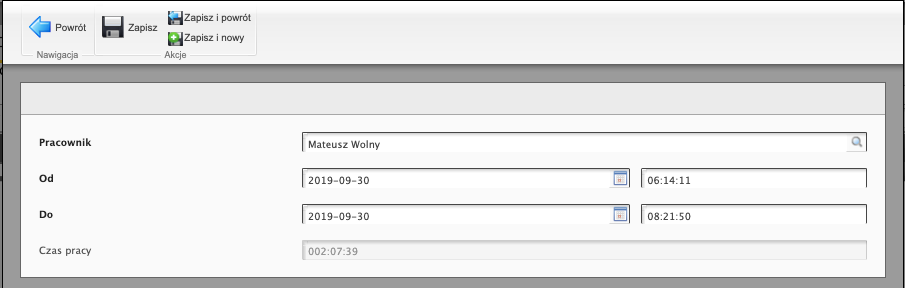 Powrót
Zapisz
Zapisz i powrót
Zapisz i nowy
Nawigacja
Akcje
Pracownik Mateusz Wolny
Od 2019-09-30 06:14:11
Do 2019-09-30 08:21:50
Czas pracy 002:07:39